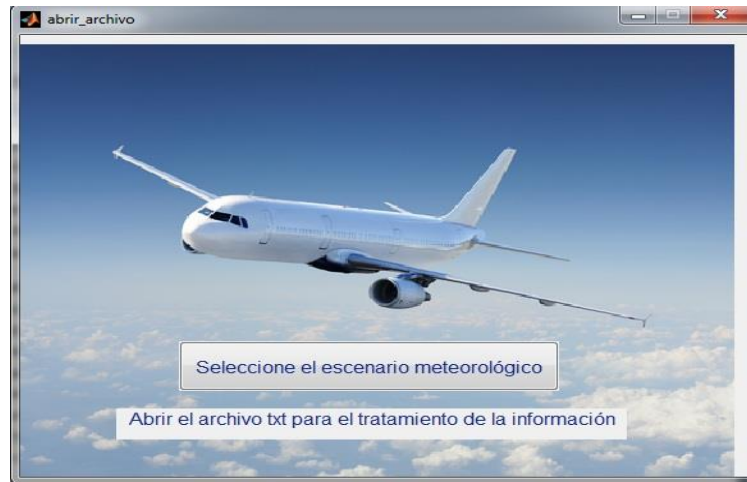 abrir_archivo
Seleccione el escenario meteorológico
Abrir el archivo txt para el tratamiento de la información